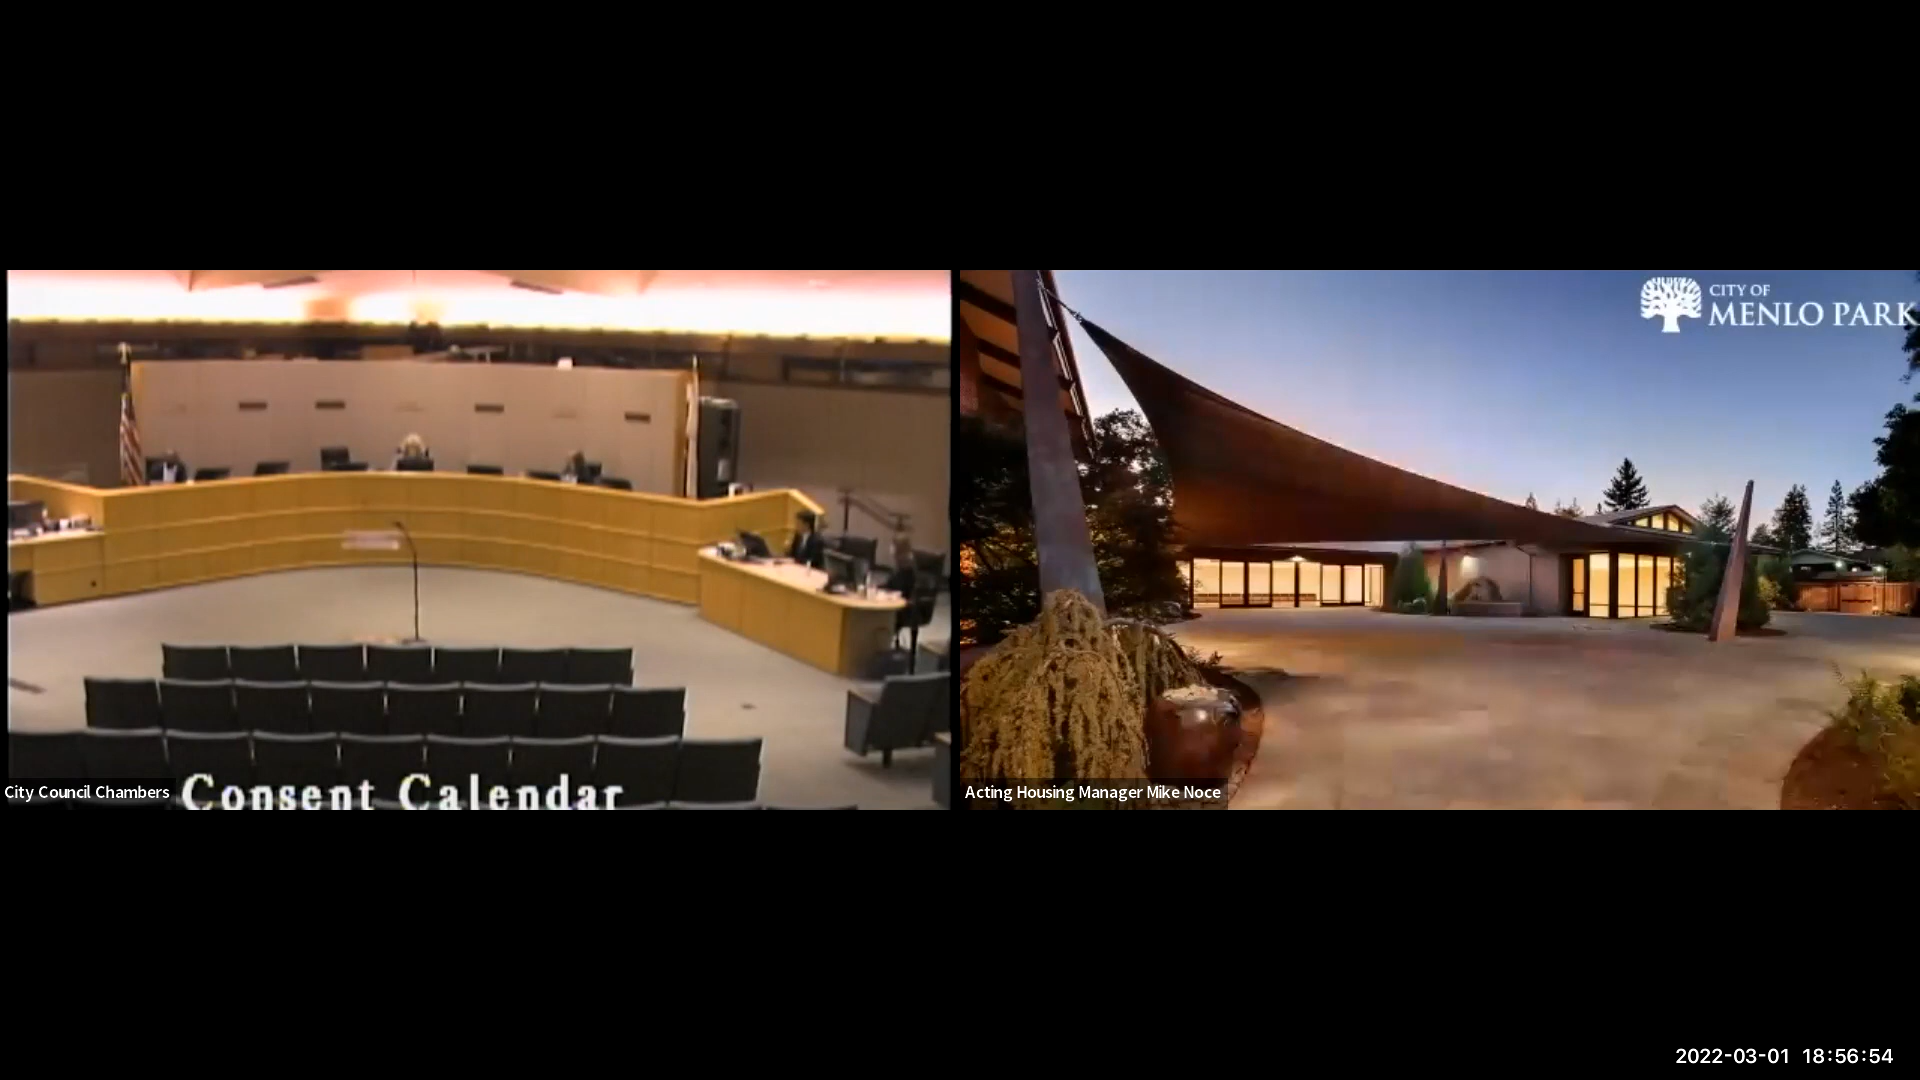 CITY OF
MENLO PARK
City Council Chambers
Consent Calendar
Acting Housing Manager Mike Noce
2022-03-01 18:56:54